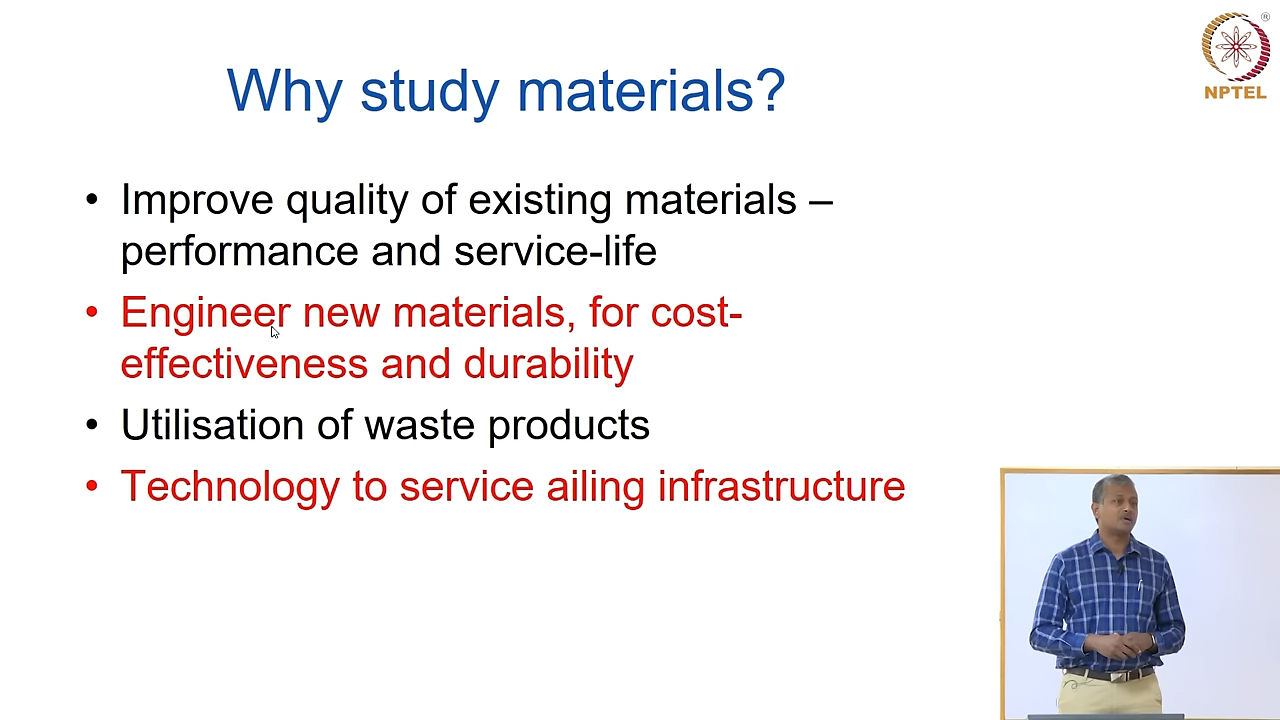 Why study materials?
• Improve quality of existing materials –
performance and service-life
• Engineer new materials, for cost-
effectiveness and durability
• Utilisation of waste products
• Technology to service ailing infrastructure
®
NPTEL